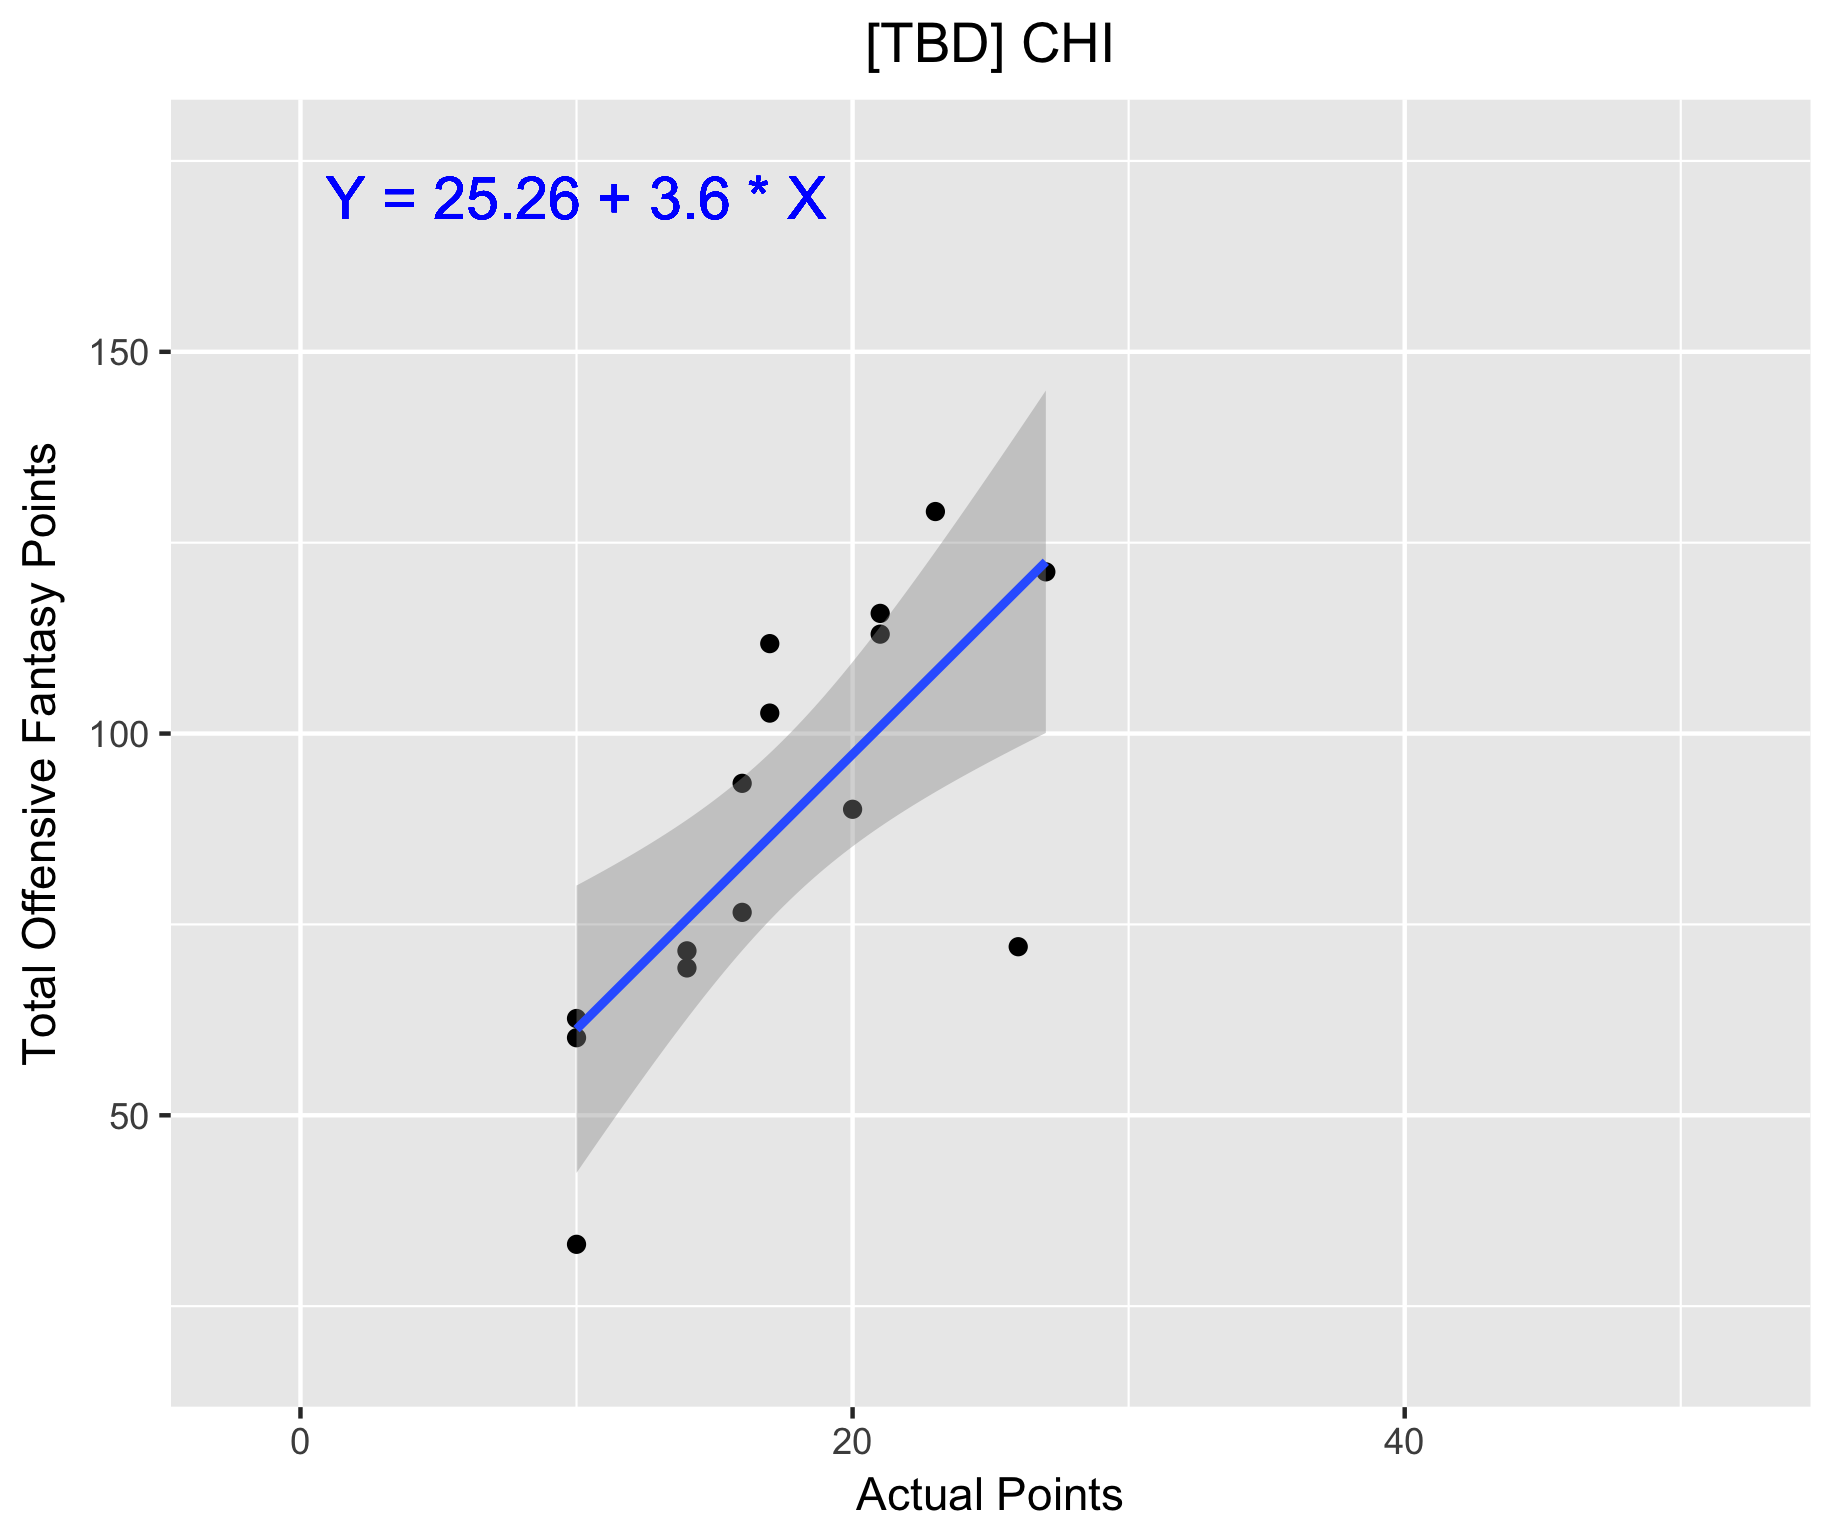 [TBD] CHI
Y = 25.26 + 3.6 * X
Total Offensive Fantasy Points
150
100
50
0
20
40
Actual Points